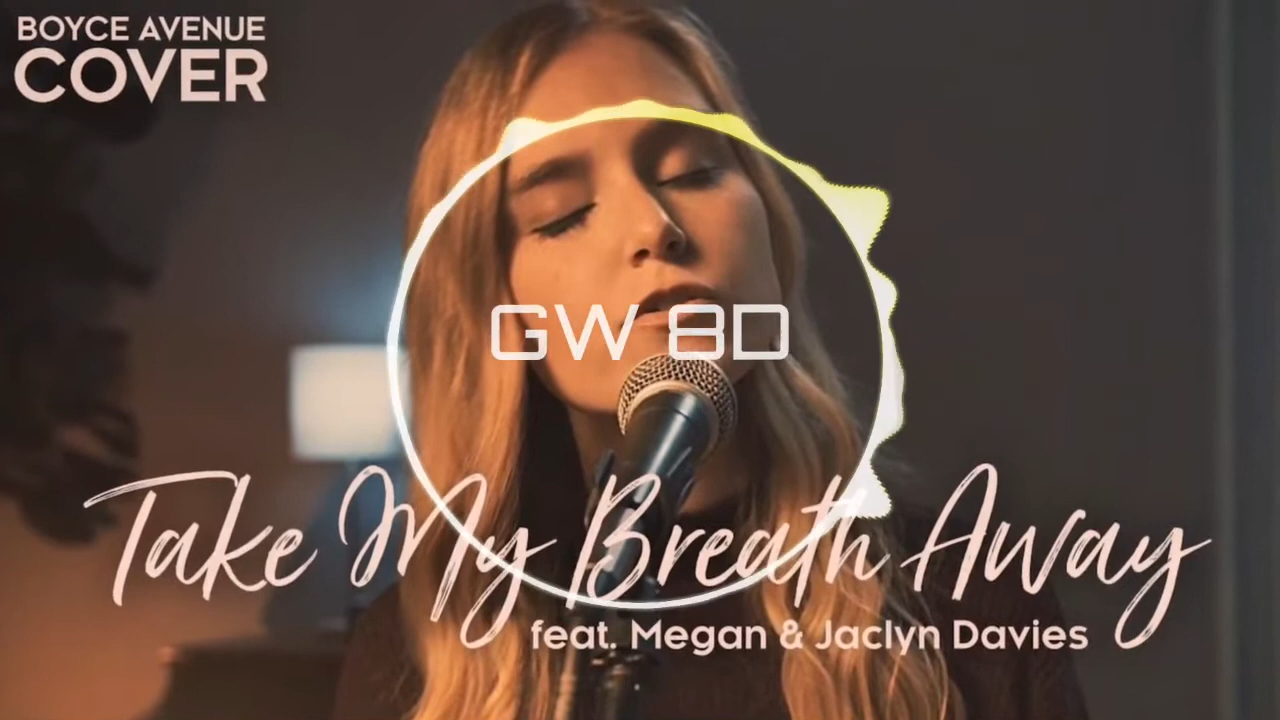 BOYCE AVENUE
COVER
GW 8D
Take My Breath Away
feat. Megan & Jaclyn Davies